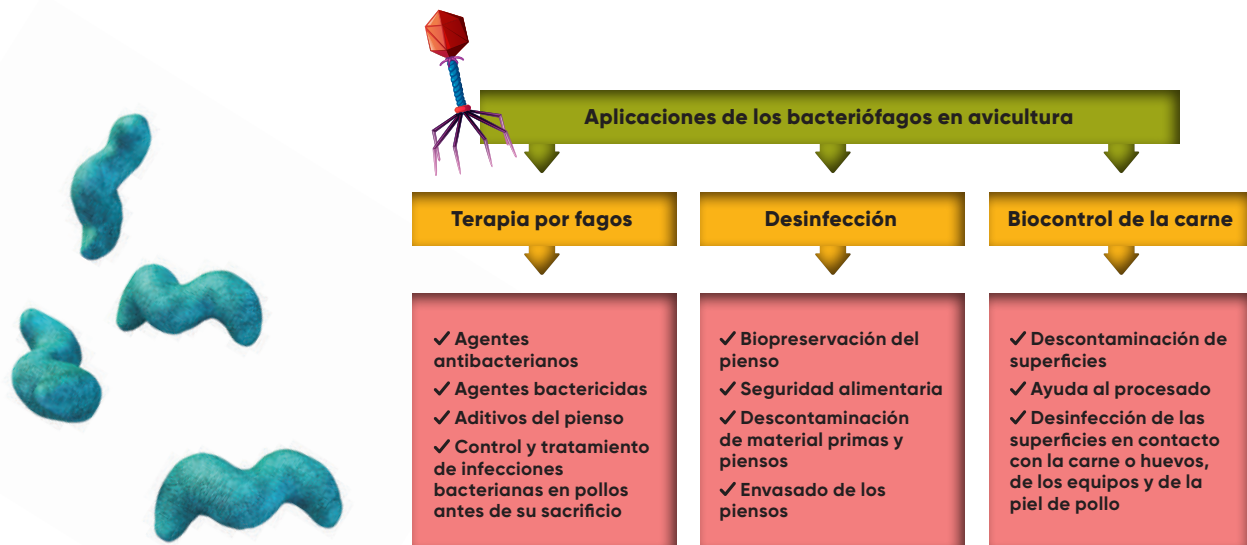 Aplicaciones de los bacteriófagos en avicultura
Terapia por fagos
✓ Agentes
antibacterianos
✓ Agentes bactericidas
✓ Aditivos del pienso
✓ Control y tratamiento
de infecciones
bacterianas en pollos
antes de su sacrificio
Desinfección
✓ Biopreservación del
pienso
✓ Seguridad alimentaria
✓ Descontaminación
de material primas y
piensos
✓ Envasado de los
piensos
Biocontrol de la carne
✓ Descontaminación de
superficies
✓ Ayuda al procesado
✓ Desinfección de las
superficies en contacto
con la carne o huevos,
de los equipos y de la
piel de pollo